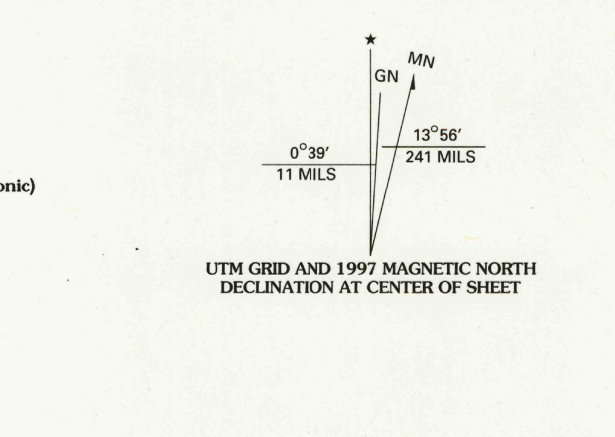 ★
GN
MN
0°39′
11 MILS
13°56′
241 MILS
onic)
UTM GRID AND 1997 MAGNETIC NORTH
DECLINATION AT CENTER OF SHEET